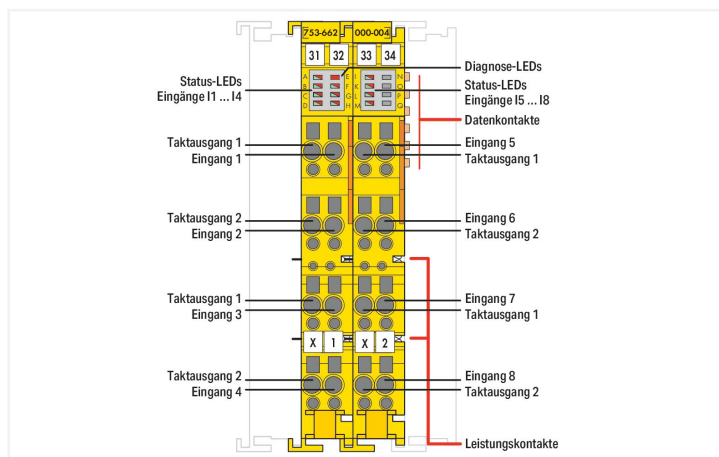 753-662 000-004
31 32 33 34
A E I N
B F K O
C G L P
D H M Q
Status-LEDs
Eingänge I1 ... I4
Diagnose-LEDs
Status-LEDs
Eingänge I5 ... I8
Datenkontakte
Taktausgang 1
Eingang 1
Eingang 5
Taktausgang 1
Taktausgang 2
Eingang 2
Eingang 6
Taktausgang 2
Taktausgang 1
Eingang 3
Eingang 7
Taktausgang 1
X 1 X 2
Taktausgang 2
Eingang 4
Eingang 8
Taktausgang 2
Leistungskontakte